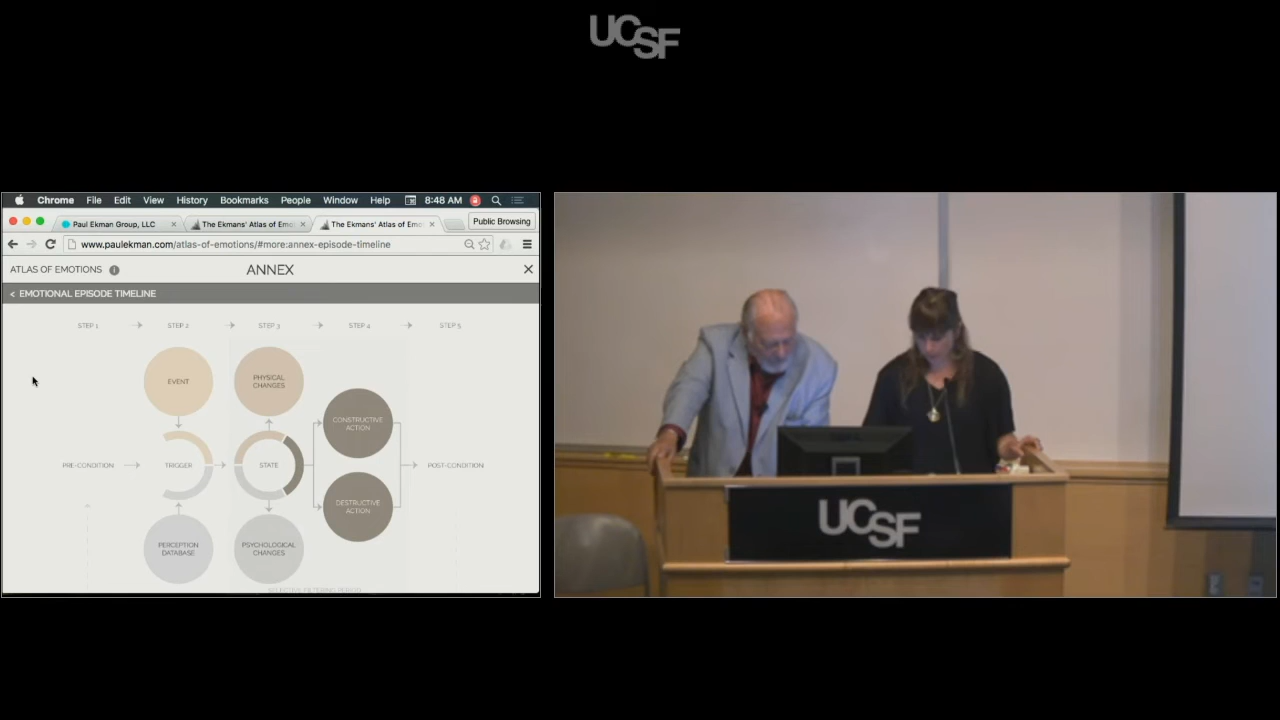 UCSF
Chrome File Edit View History Bookmarks People Window Help 8:48 AM
Paul Ekman Group, LLC The Ekmans' Atlas of Emo The Ekmans' Atlas of Emo Public Browsing
www.paulekman.com/atlas-of-emotions/#more:annex-episode-timeline
ATLAS OF EMOTIONS i ANNEX
< EMOTIONAL EPISODE TIMELINE
STEP 1 STEP 2 STEP 3 STEP 4 STEP 5
EVENT
PHYSICAL
CHANGES
CONSTRUCTIVE
ACTION
PRE-CONDITION TRIGGER STATE POST-CONDITION
DESTRUCTIVE
ACTION
PERCEPTION
DATABASE
PSYCHOLOGICAL
CHANGES
UCSF